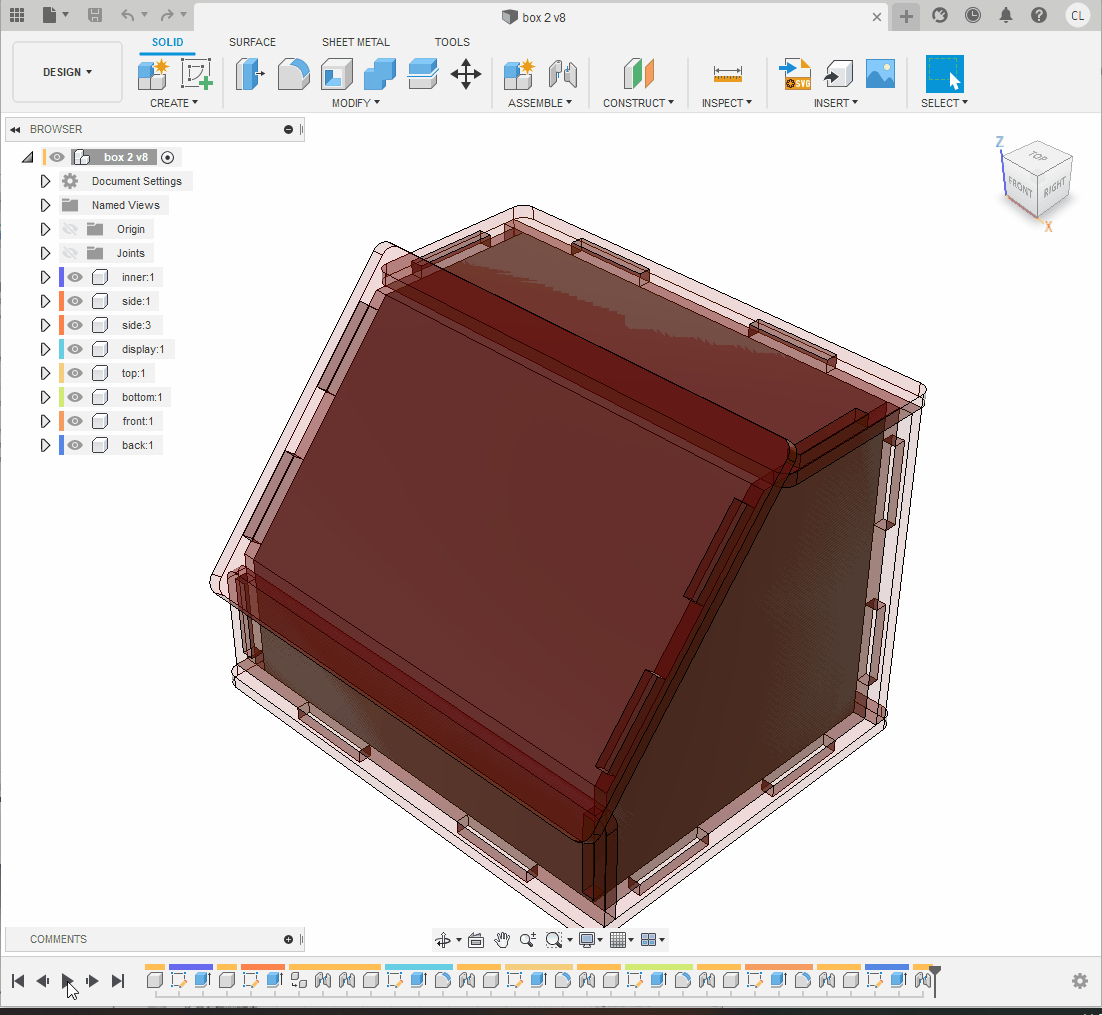 box 2 v8
CL
SOLID
SURFACE
SHEET METAL
TOOLS
DESIGN
CREATE
MODIFY
ASSEMBLE
CONSTRUCT
INSPECT
INSERT
SELECT
SVG
BROWSER
box 2 v8
Document Settings
Named Views
Origin
Joints
inner:1
side:1
side:3
display:1
top:1
bottom:1
front:1
back:1
Z
TOP
FRONT
RIGHT
X
COMMENTS